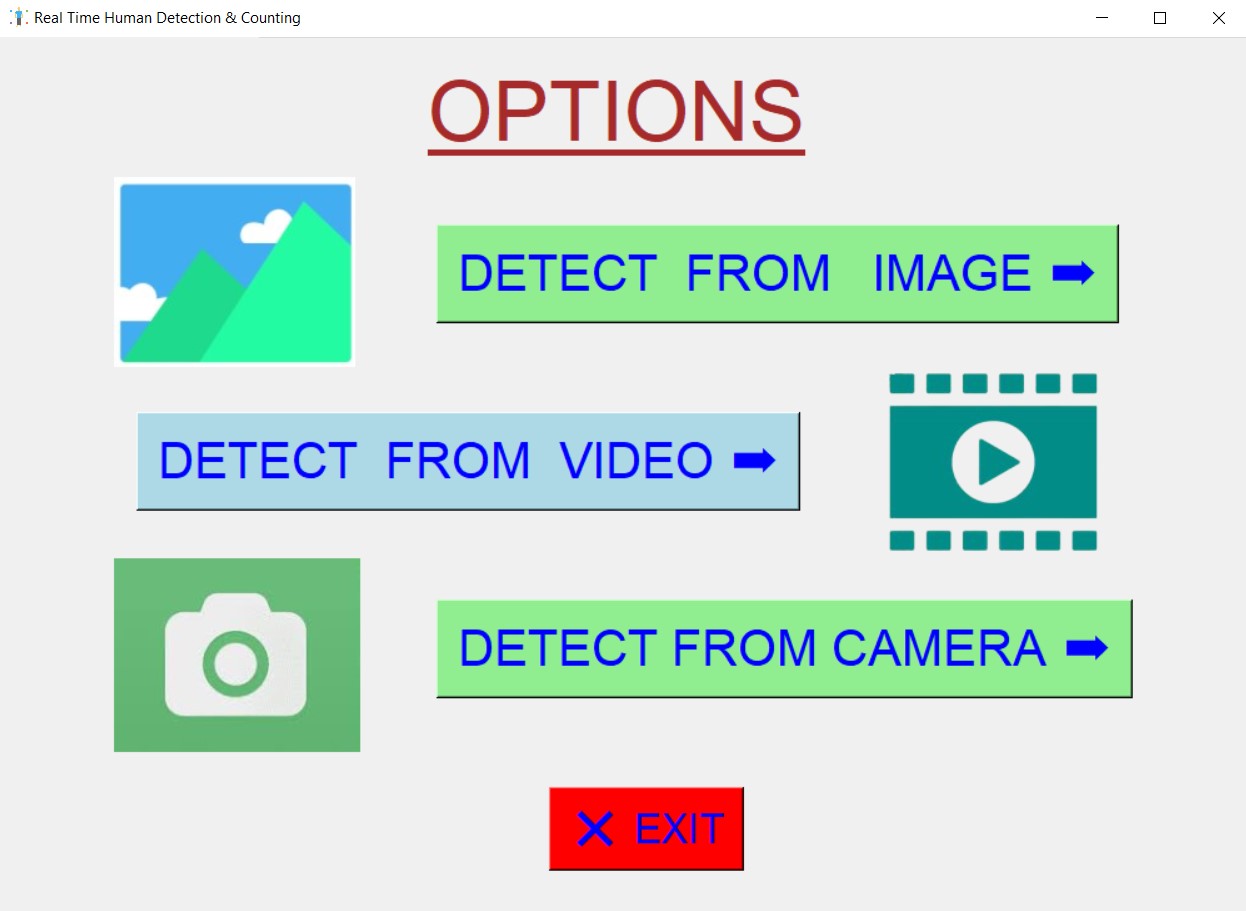 Real Time Human Detection & Counting
OPTIONS
DETECT FROM IMAGE ➡
DETECT FROM VIDEO ➡
DETECT FROM CAMERA ➡
❌ EXIT